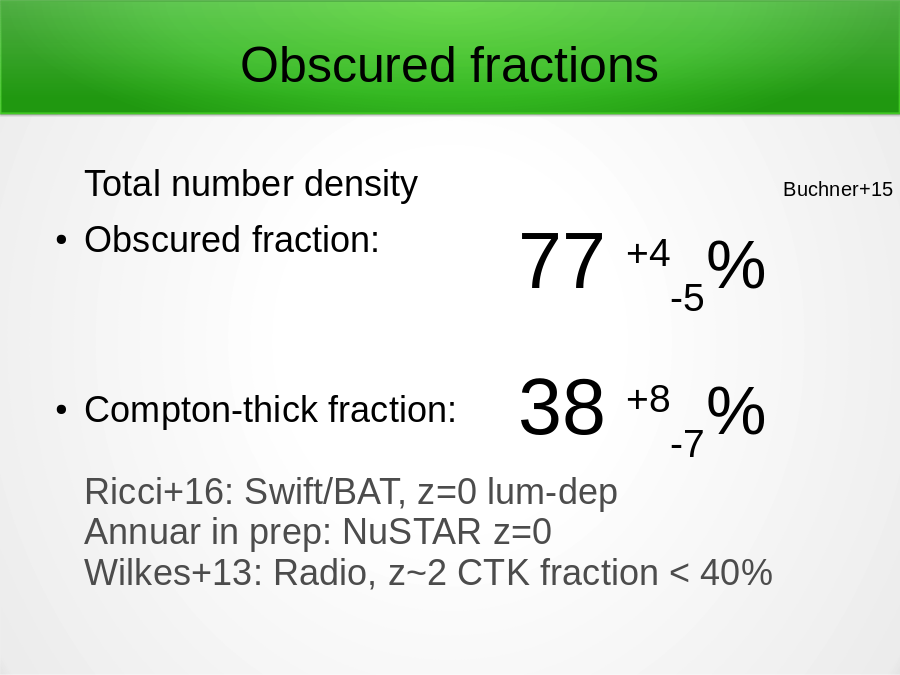 Obscured fractions
Total number density
Buchner+15
• Obscured fraction:
77 +4 -5 %
• Compton-thick fraction:
38 +8 -7 %
Ricci+16: Swift/BAT, z=0 lum-dep
Annuar in prep: NuSTAR z=0
Wilkes+13: Radio, z~2 CTK fraction < 40%